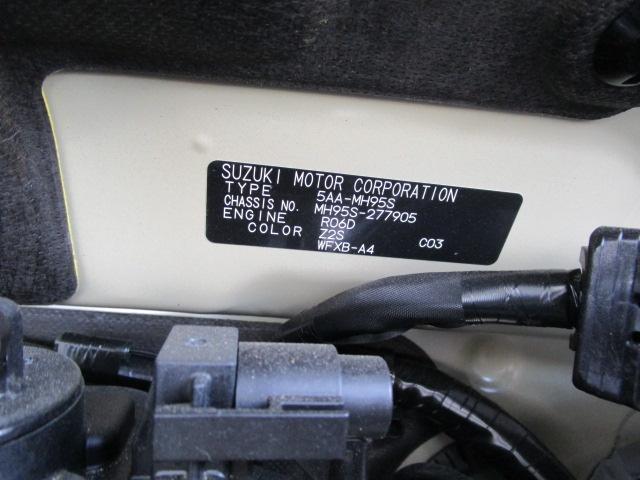 SUZUKI MOTOR CORPORATION
TYPE 5AA-MH95S
CHASSIS NO. MH95S-277905
ENGINE R06D
COLOR Z2S
WFXB-A4 C03